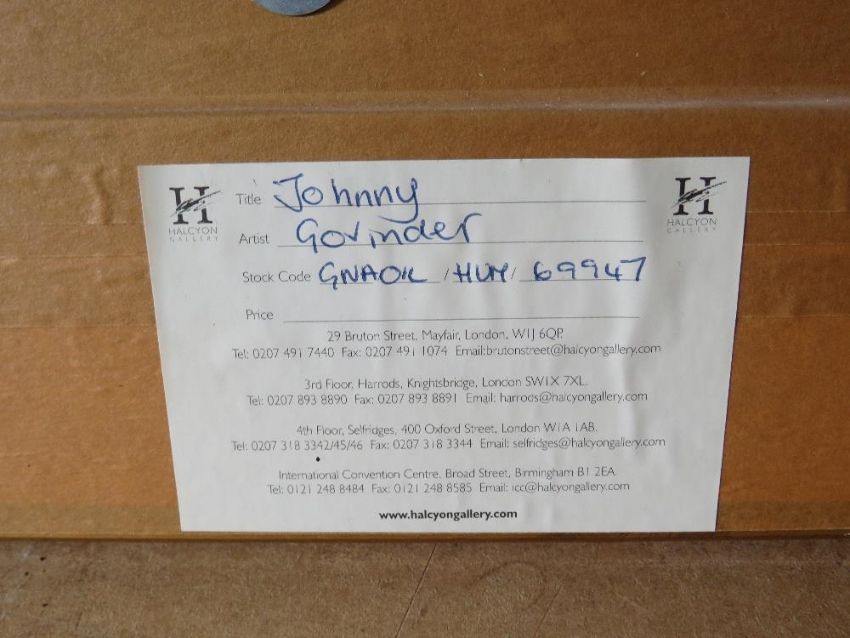 H HALCYON GALLERY
H HALCYON GALLERY
Title Johnny
Artist Govinder
Stock Code GNAOIL /HUM/ 69947
Price
29 Bruton Street, Mayfair, London, W1J 6QP.
Tel: 0207 491 7440 Fax: 0207 491 1074 Email:brutonstreet@halcyongallery.com
3rd Floor, Harrods, Knightsbridge, London SW1X 7XL.
Tel: 0207 893 8890 Fax: 0207 893 8891 Email: harrods@halcyongallery.com
4th Floor, Selfridges, 400 Oxford Street, London W1A 1AB.
Tel: 0207 318 3342/45/46 Fax: 0207 318 3344 Email: selfridges@halcyongallery.com
International Convention Centre, Broad Street, Birmingham B1 2EA
Tel: 0121 248 8484 Fax: 0121 248 8585 Email: icc@halcyongallery.com
www.halcyongallery.com